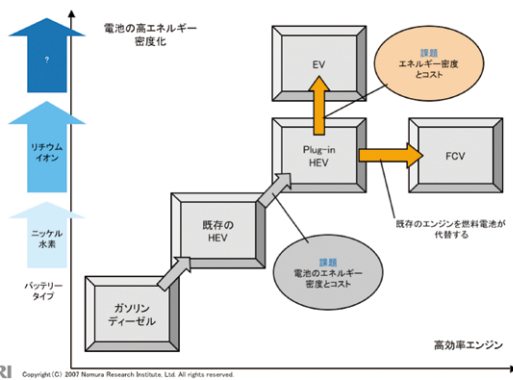 電池の高エネルギー
密度化
?
リチウム
イオン
ニッケル
水素
バッテリー
タイプ
EV
課題
エネルギー密度
とコスト
Plug-in
HEV
FCV
既存のエンジンを燃料電池が
代替する
既存の
HEV
課題
電池のエネルギー
密度とコスト
ガソリン
ディーゼル
高効率エンジン
RI
Copyright(C) 2007 Nomura Research Institute, Ltd. All rights reserved.